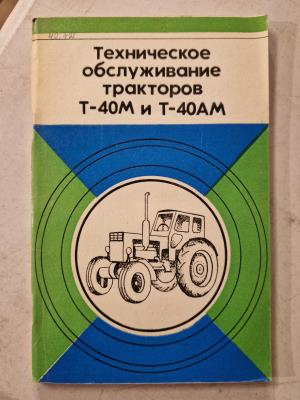 Техническое
обслуживание
тракторов
Т-40М и Т-40АМ